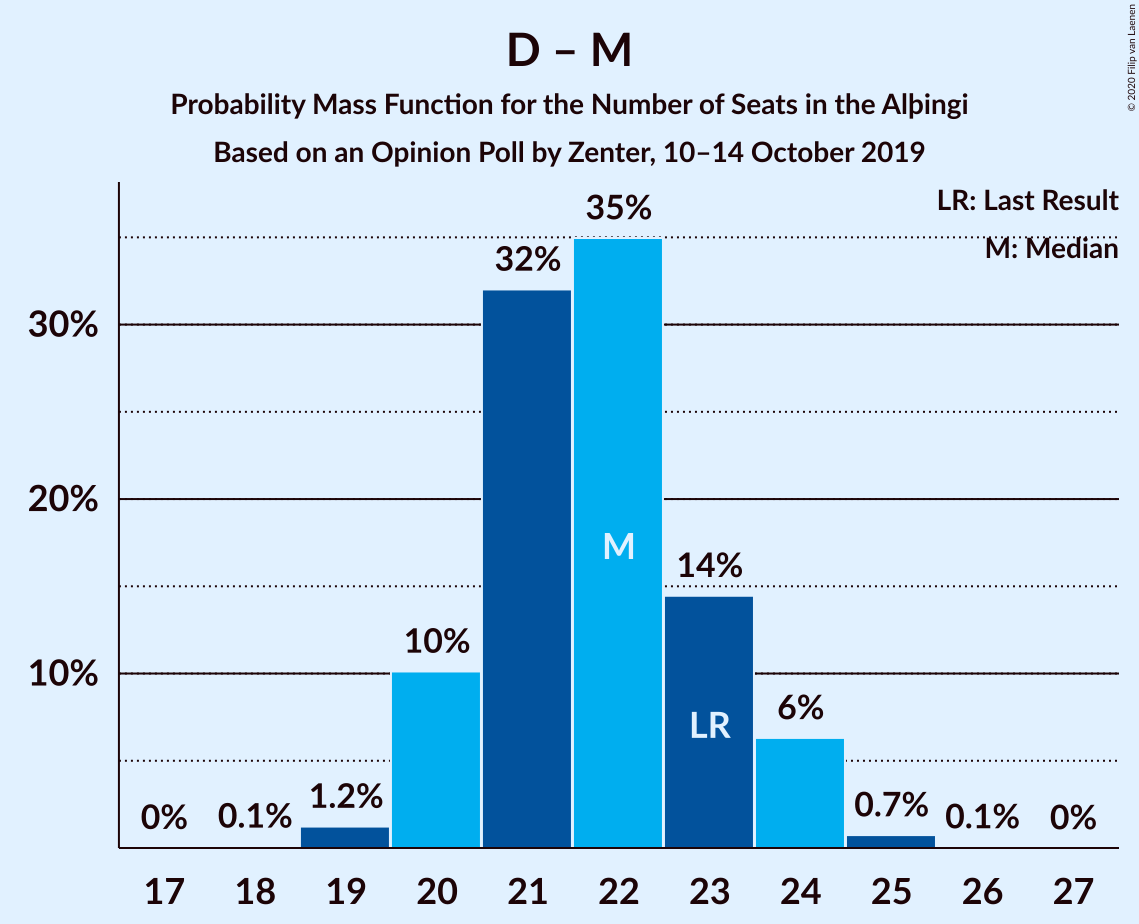 D – M
Probability Mass Function for the Number of Seats in the Alþingi
Based on an Opinion Poll by Zenter, 10–14 October 2019
© 2020 Filip van Laenen
LR: Last Result
M: Median
35%
32%
30%
20%
M
14%
10%
10%
LR
6%
0%
0.1%
1.2%
0.7%
0.1%
0%
17 18 19 20 21 22 23 24 25 26 27